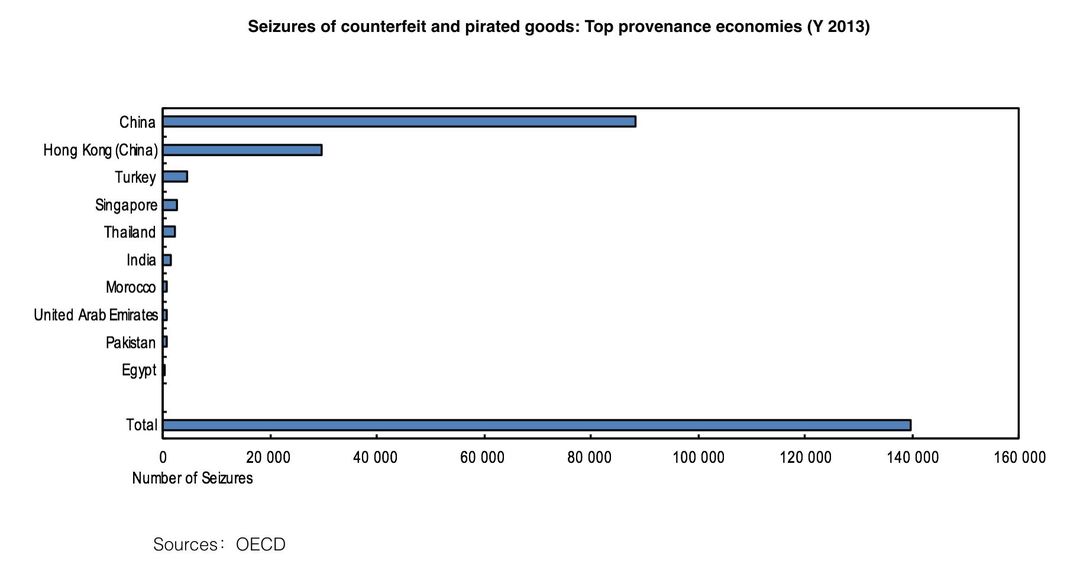 Seizures of counterfeit and pirated goods: Top provenance economies (Y 2013)
China
Hong Kong (China)
Turkey
Singapore
Thailand
India
Morocco
United Arab Emirates
Pakistan
Egypt
Total
0 20 000 40 000 60 000 80 000 100 000 120 000 140 000 160 000
Number of Seizures
Sources: OECD